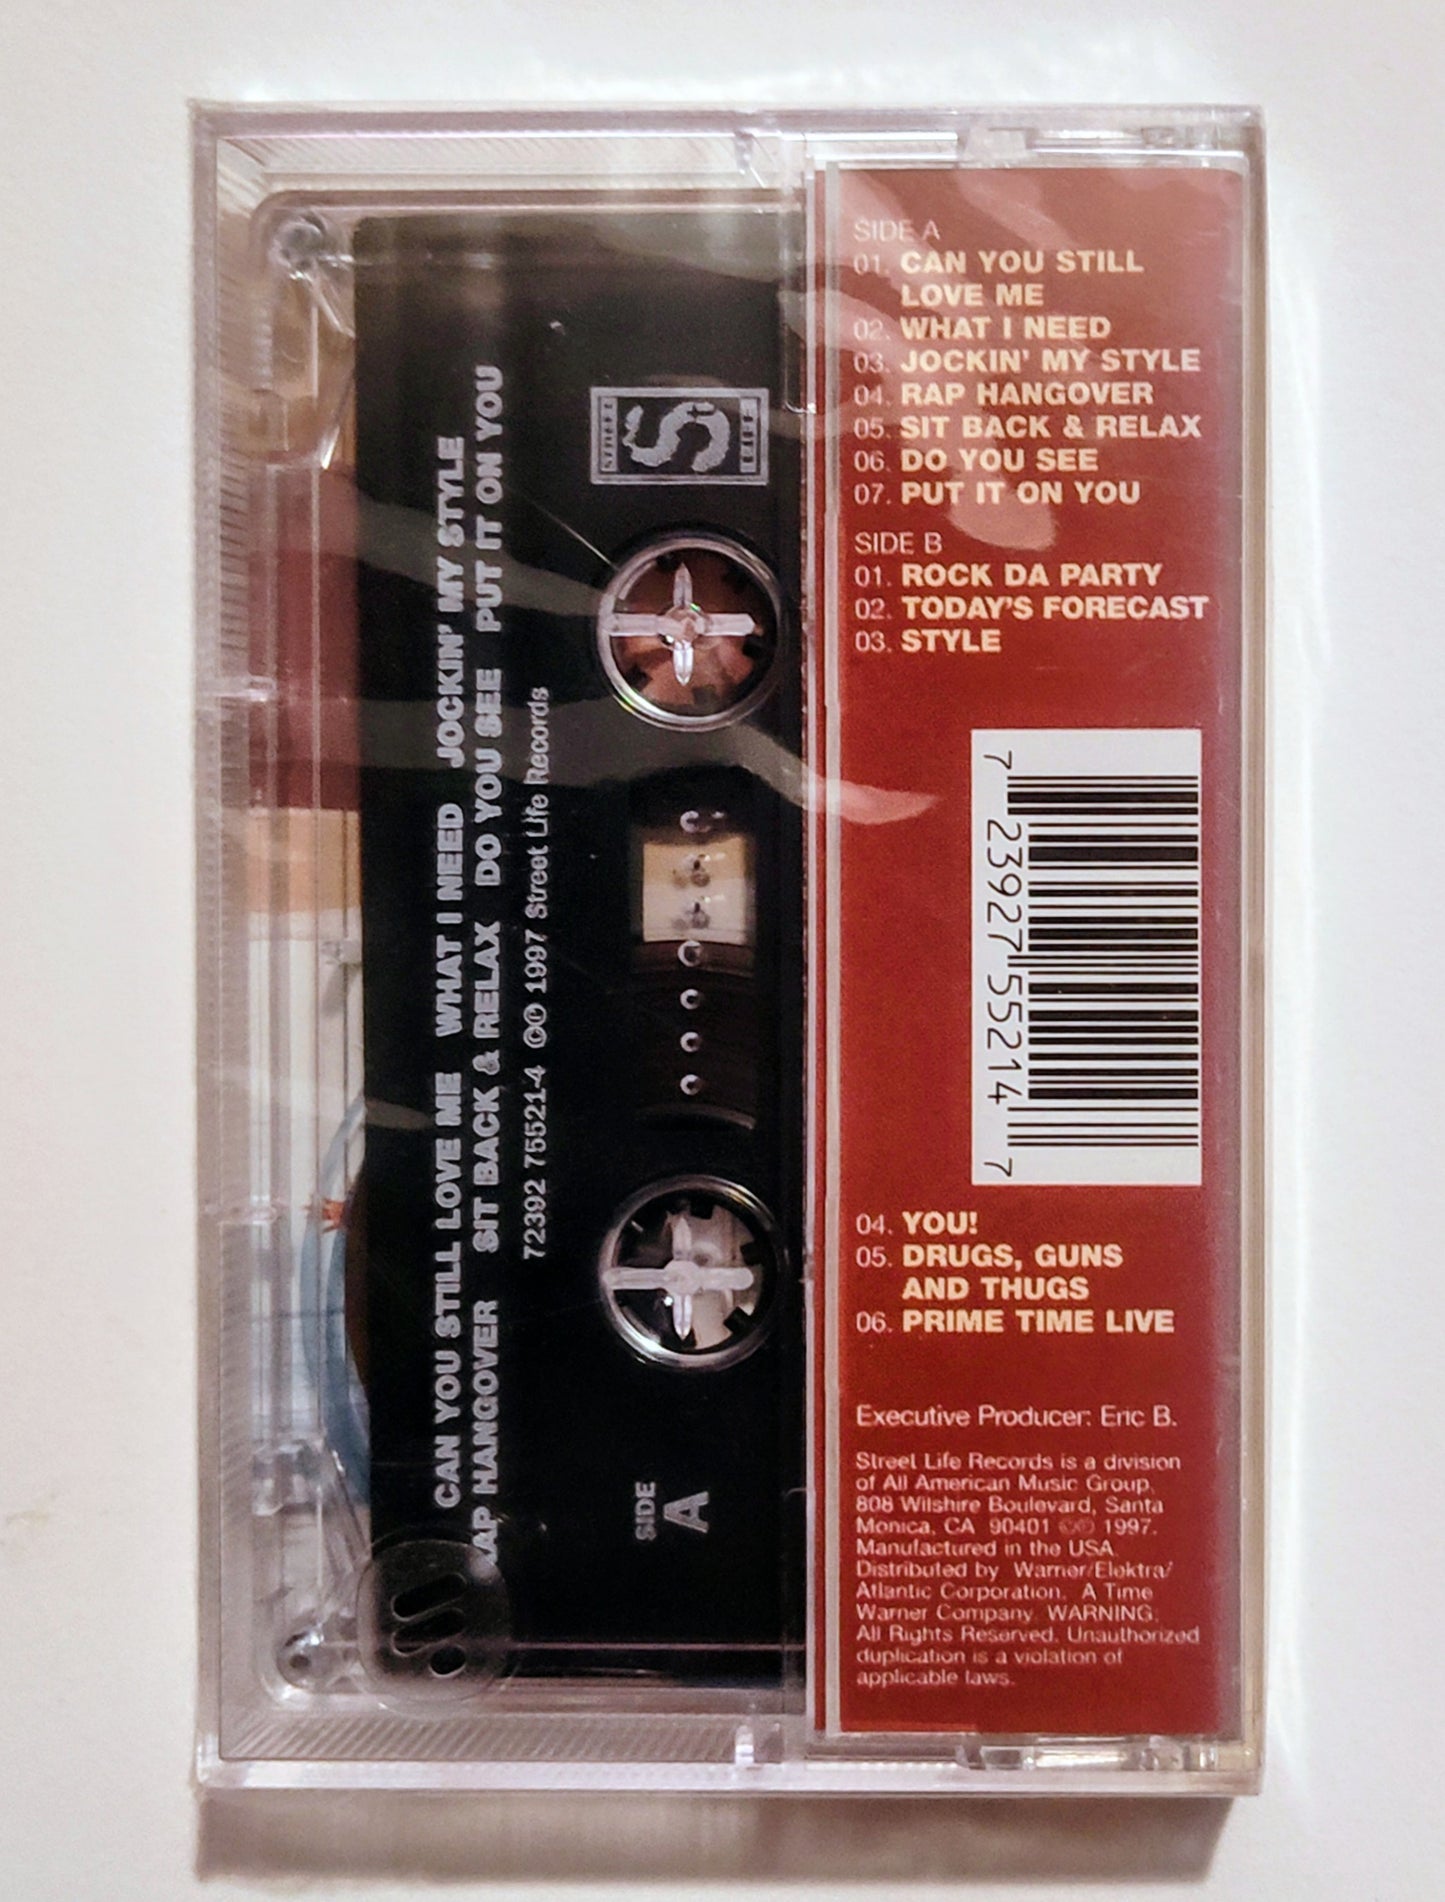 SIDE A
01. CAN YOU STILL
LOVE ME
02. WHAT I NEED
03. JOCKIN' MY STYLE
04. RAP HANGOVER
05. SIT BACK & RELAX
06. DO YOU SEE
07. PUT IT ON YOU
SIDE B
01. ROCK DA PARTY
02. TODAY'S FORECAST
03. STYLE
7 23927 55214 7
04. YOU!
05. DRUGS, GUNS
AND THUGS
06. PRIME TIME LIVE
Executive Producer: Eric B.
Street Life Records is a division
of All American Music Group,
808 Wilshire Boulevard, Santa
Monica, CA 90401 ©℗ 1997.
Manufactured in the USA.
Distributed by Warner/Elektra/
Atlantic Corporation. A Time
Warner Company. WARNING:
All Rights Reserved. Unauthorized
duplication is a violation of
applicable laws.
CAN YOU STILL LOVE ME WHAT I NEED JOCKIN' MY STYLE
RAP HANGOVER SIT BACK & RELAX DO YOU SEE PUT IT ON YOU
72392 75521-4 ©℗ 1997 Street Life Records
SIDE
A
STREET
LIFE